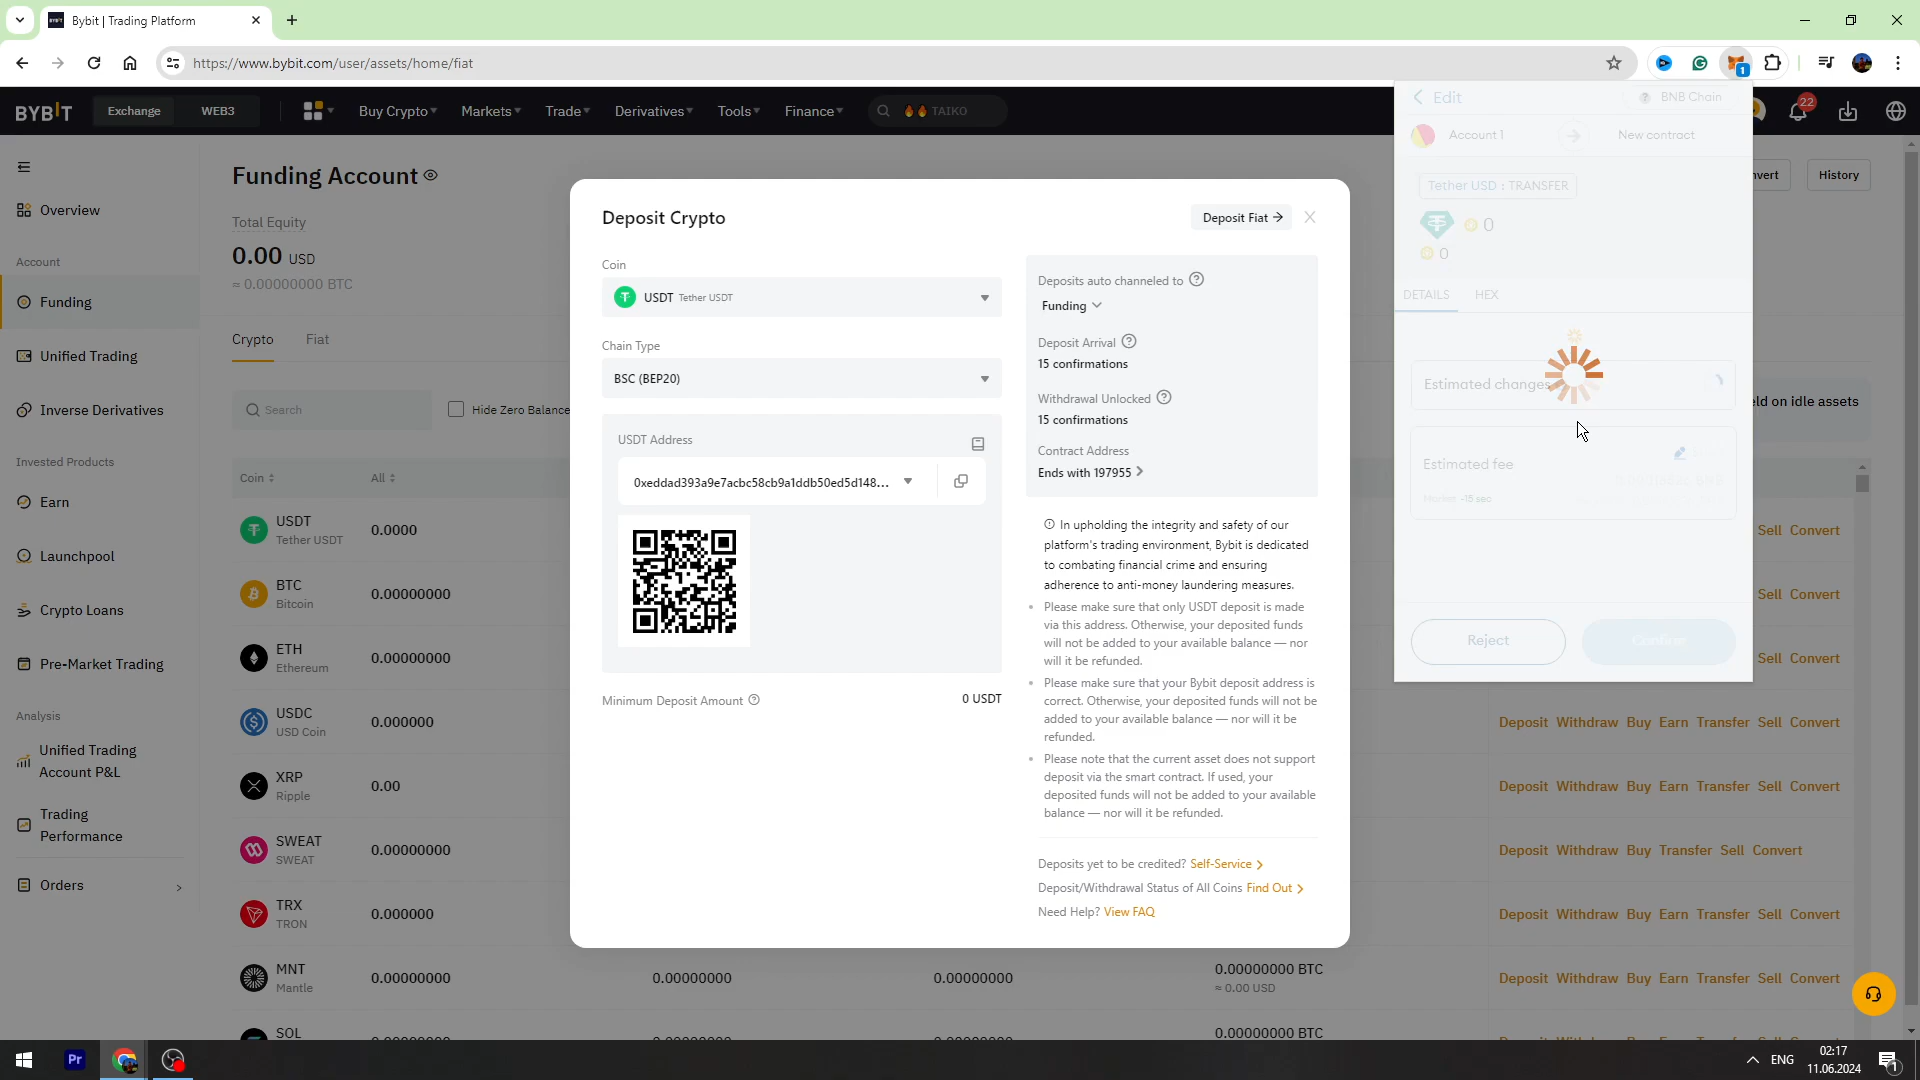 Bybit | Trading Platform
https://www.bybit.com/user/assets/home/fiat
1
BYBIT
Exchange
WEB3
Buy Crypto
Markets
Trade
Derivatives
Tools
Finance
TAIKO
22
Overview
Account
Funding
Unified Trading
Inverse Derivatives
Invested Products
Earn
Launchpool
Crypto Loans
Pre-Market Trading
Analysis
Unified Trading
Account P&L
Trading
Performance
Orders
Funding Account
Total Equity
0.00 USD
≈ 0.00000000 BTC
Crypto
Fiat
Search
Hide Zero Balance
History
Coin
All
USDT
Tether USDT
0.0000
Sell Convert
BTC
Bitcoin
0.00000000
Sell Convert
ETH
Ethereum
0.00000000
Sell Convert
USDC
USD Coin
0.000000
Deposit Withdraw Buy Earn Transfer Sell Convert
XRP
Ripple
0.00
Deposit Withdraw Buy Earn Transfer Sell Convert
SWEAT
SWEAT
0.00000000
Deposit Withdraw Buy Transfer Sell Convert
TRX
TRON
0.000000
Deposit Withdraw Buy Earn Transfer Sell Convert
MNT
Mantle
0.00000000
0.00000000
0.00000000
0.00000000 BTC
≈ 0.00 USD
Deposit Withdraw Buy Earn Transfer Sell Convert
SOL
0.00000000 BTC
Deposit Crypto
Deposit Fiat
Coin
USDT Tether USDT
Chain Type
BSC (BEP20)
USDT Address
0xeddad393a9e7acbc58cb9a1ddb50ed5d148...
Minimum Deposit Amount
0 USDT
Deposits auto channeled to
Funding
Deposit Arrival
15 confirmations
Withdrawal Unlocked
15 confirmations
Contract Address
Ends with 197955
In upholding the integrity and safety of our
platform's trading environment, Bybit is dedicated
to combating financial crime and ensuring
adherence to anti-money laundering measures.
• Please make sure that only USDT deposit is made
via this address. Otherwise, your deposited funds
will not be added to your available balance — nor
will it be refunded.
• Please make sure that your Bybit deposit address is
correct. Otherwise, your deposited funds will not be
added to your available balance — nor will it be
refunded.
• Please note that the current asset does not support
deposit via the smart contract. If used, your
deposited funds will not be added to your available
balance — nor will it be refunded.
Deposits yet to be credited? Self-Service
Deposit/Withdrawal Status of All Coins Find Out
Need Help? View FAQ
Edit
BNB Chain
Account 1
New contract
Tether USD : TRANSFER
0
0
DETAILS
HEX
Estimated changes
on idle assets
Estimated fee
Market ~15 sec
Reject
Confirm
Pr
ENG
02:17
11.06.2024
1